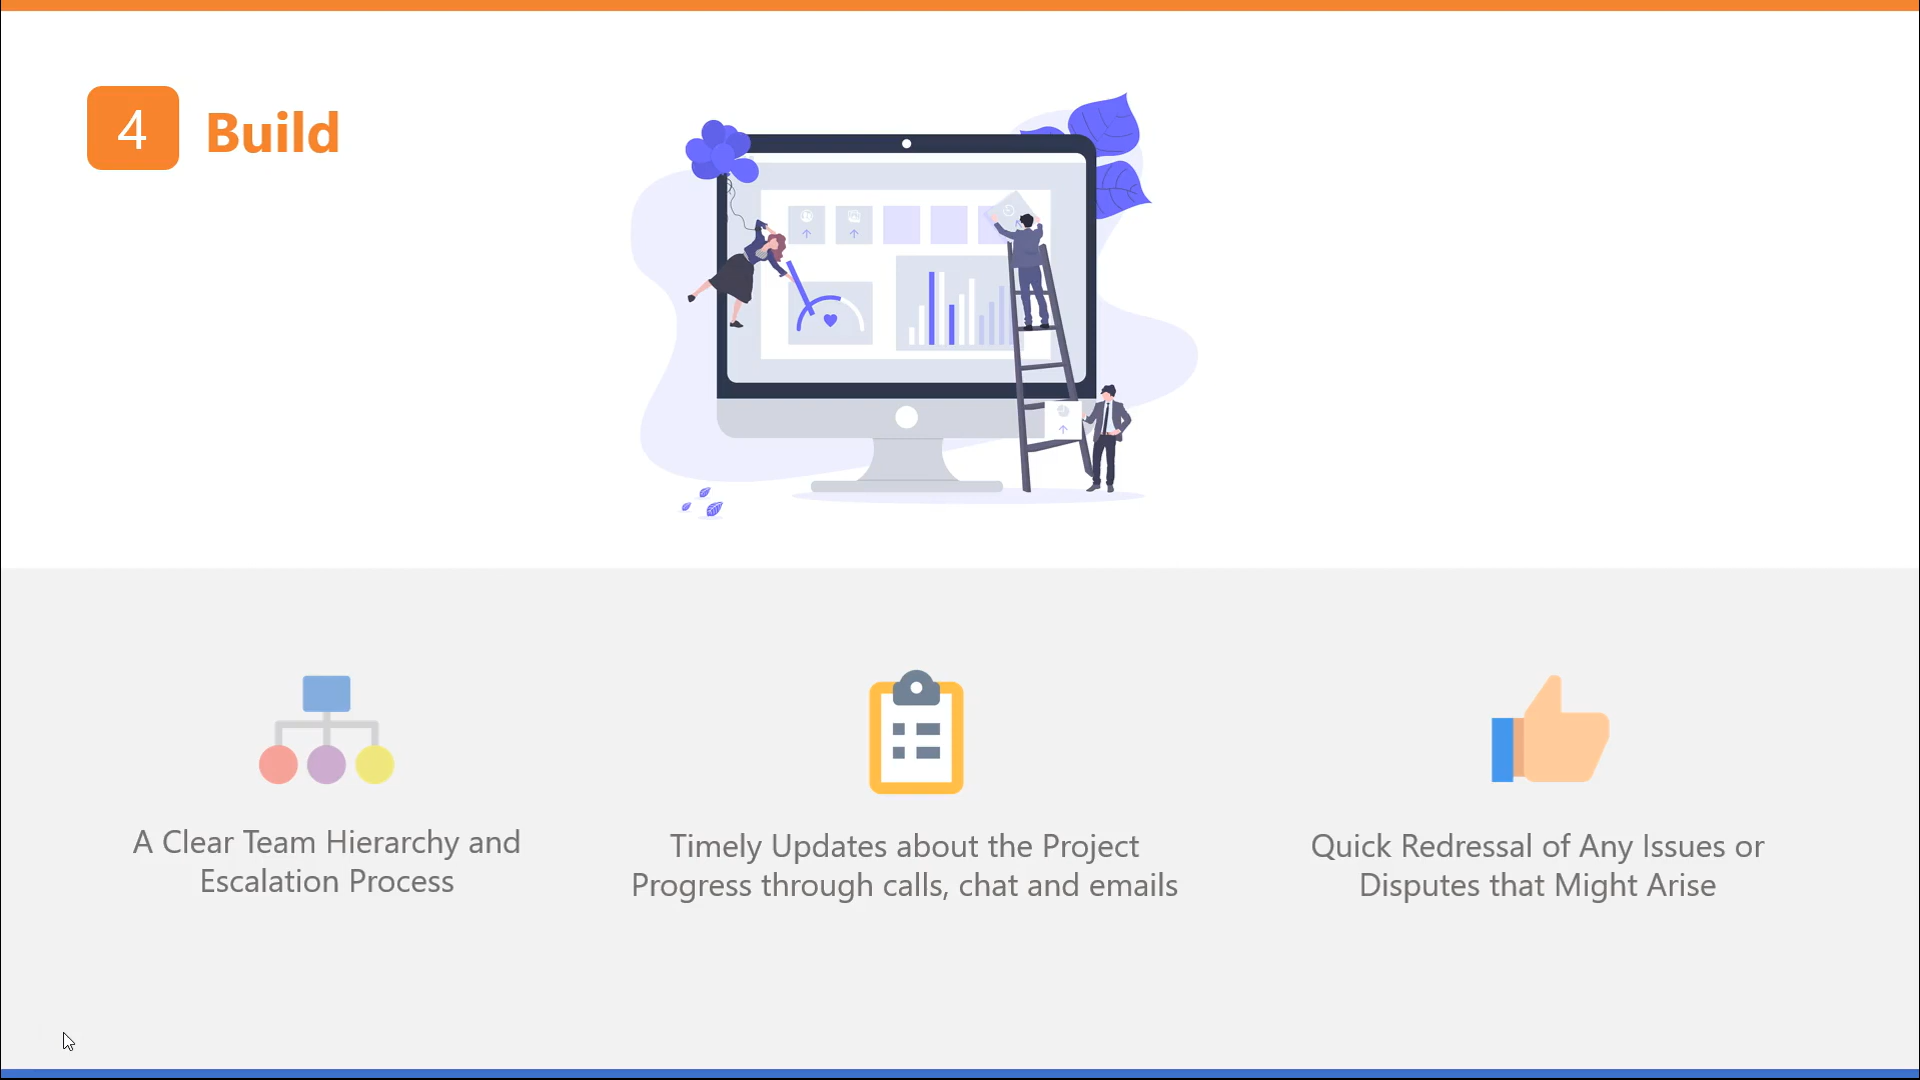 4
Build
A Clear Team Hierarchy and
Escalation Process
Timely Updates about the Project
Progress through calls, chat and emails
Quick Redressal of Any Issues or
Disputes that Might Arise